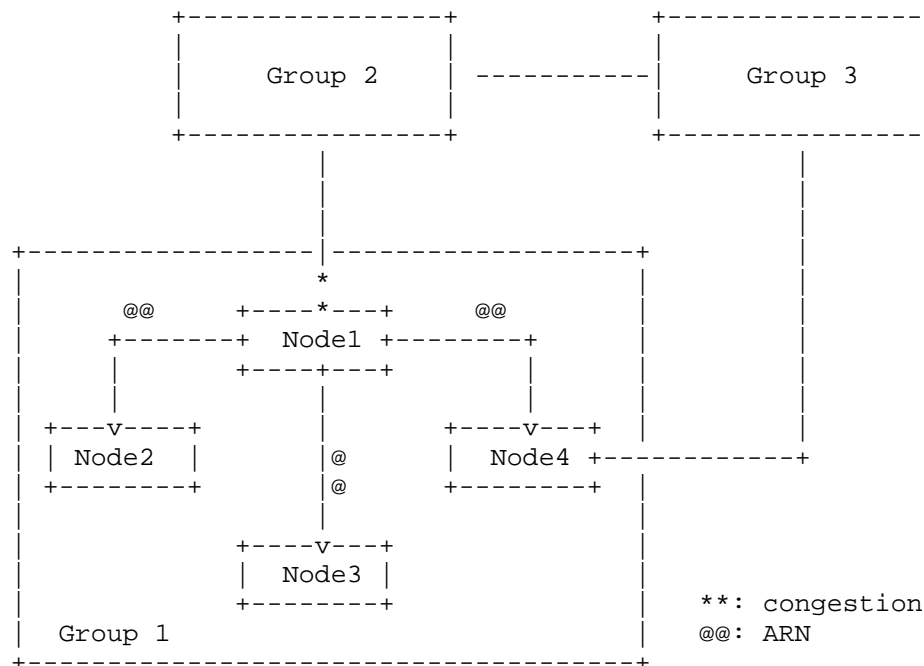 Group 2
Group 3
*
@@ * @@
Node1
v v
Node2 @ Node4
@
v
Node3
**: congestion
Group 1 @@: ARN